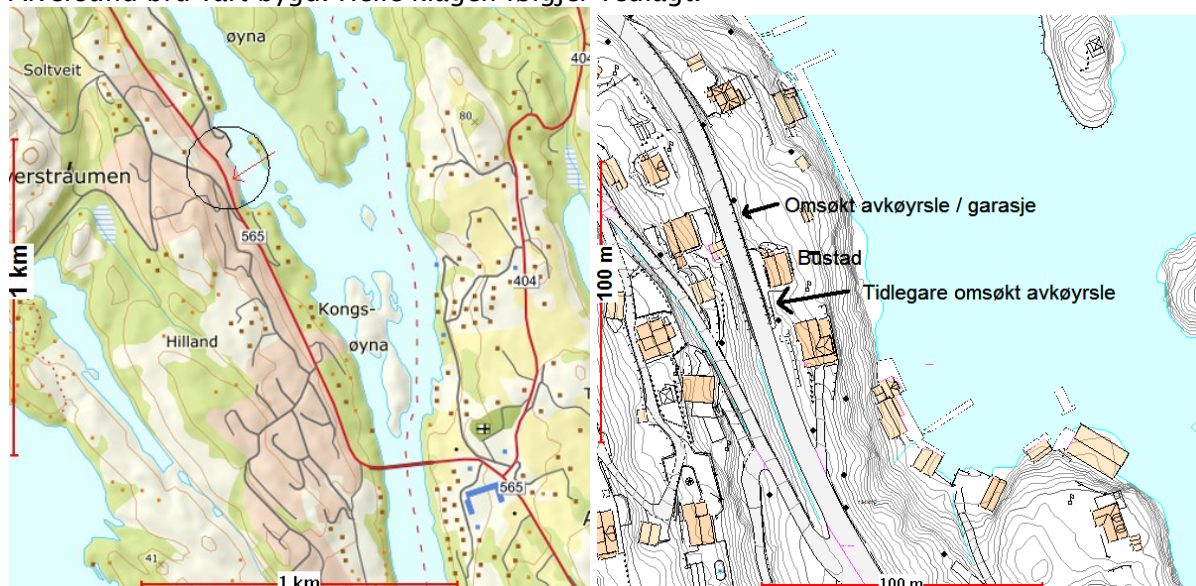 øyna
Soltveit
404
80
verstraumen
565
1 km
404
Kongs-
øyna
Hilland
565
41
1 km
Omsøkt avkøyrsle / garasje
Bustad
Tidlegare omsøkt avkøyrsle
100 m
100 m